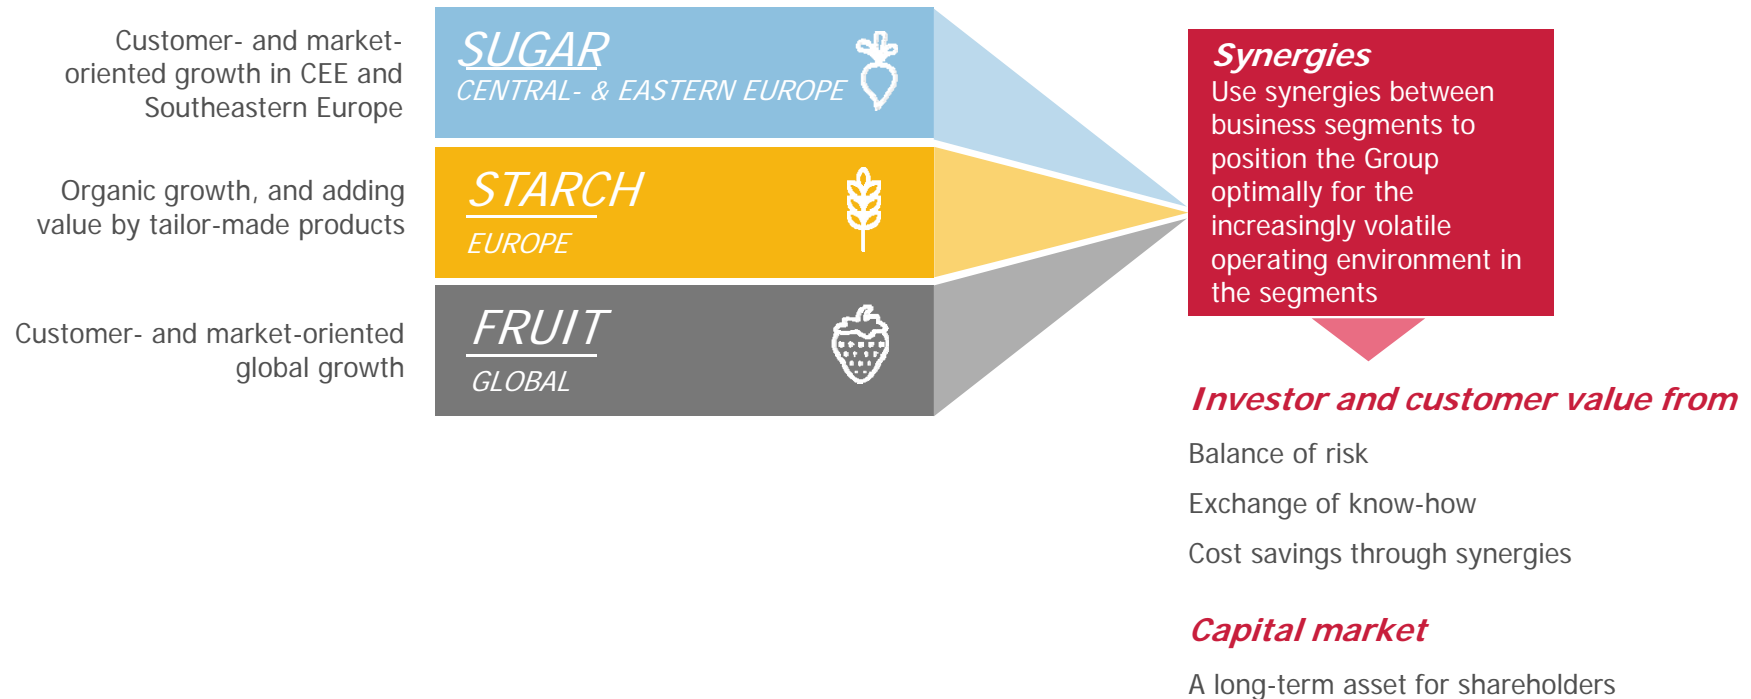 Customer- and market-
oriented growth in CEE and
Southeastern Europe
SUGAR
CENTRAL- & EASTERN EUROPE
Organic growth, and adding
value by tailor-made products
STARCH
EUROPE
Customer- and market-oriented
global growth
FRUIT
GLOBAL
Synergies
Use synergies between
business segments to
position the Group
optimally for the
increasingly volatile
operating environment in
the segments
Investor and customer value from
Balance of risk
Exchange of know-how
Cost savings through synergies
Capital market
A long-term asset for shareholders